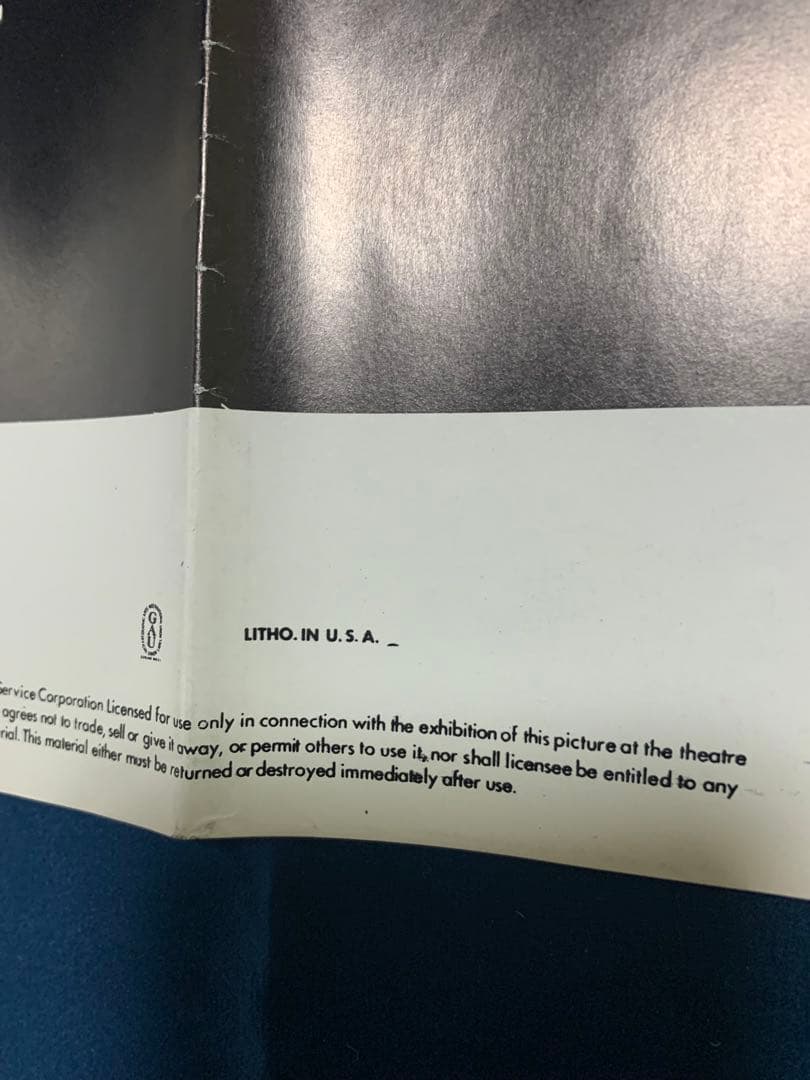 GAU
LITHO. IN U. S. A.
Service Corporation Licensed for use only in connection with the exhibition of this picture at the theatre
agrees not to trade, sell or give it away, or permit others to use it, nor shall licensee be entitled to any
rial. This material either must be returned or destroyed immediately after use.